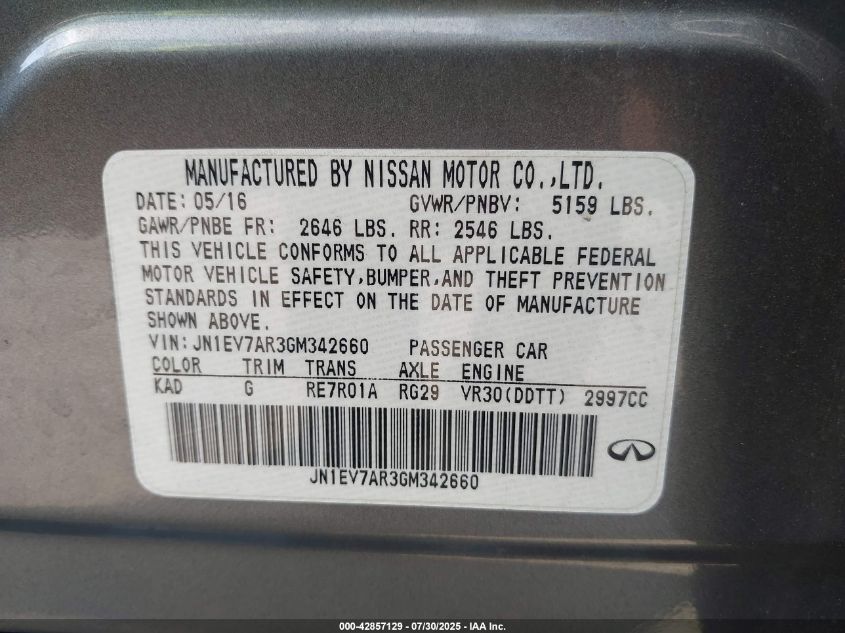 MANUFACTURED BY NISSAN MOTOR CO.,LTD.
DATE: 05/16 GVWR/PNBV: 5159 LBS.
GAWR/PNBE FR: 2646 LBS. RR: 2546 LBS.
THIS VEHICLE CONFORMS TO ALL APPLICABLE FEDERAL
MOTOR VEHICLE SAFETY,BUMPER,AND THEFT PREVENTION
STANDARDS IN EFFECT ON THE DATE OF MANUFACTURE
SHOWN ABOVE.
VIN:JN1EV7AR3GM342660 PASSENGER CAR
COLOR TRIM TRANS AXLE ENGINE
KAD G RE7R01A RG29 VR30(DDTT) 2997CC
JN1EV7AR3GM342660
000-42857129 - 07/30/2025 - IAA Inc.